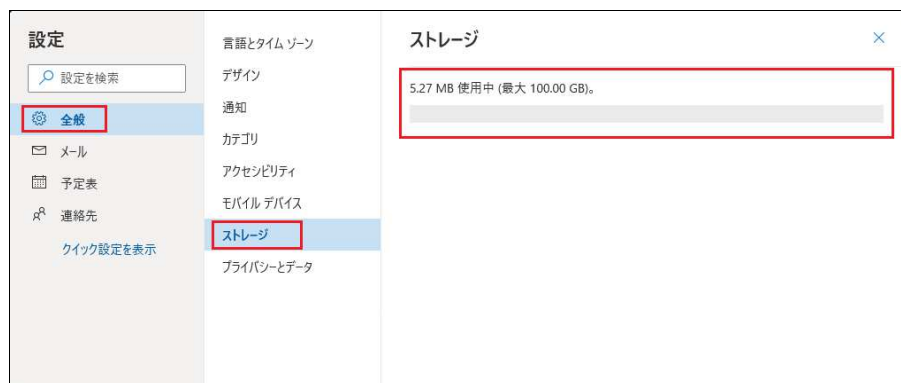 設定
設定を検索
全般
メール
予定表
連絡先
クイック設定を表示
言語とタイム ゾーン
デザイン
通知
カテゴリ
アクセシビリティ
モバイル デバイス
ストレージ
プライバシーとデータ
ストレージ
5.27 MB 使用中 (最大 100.00 GB)。